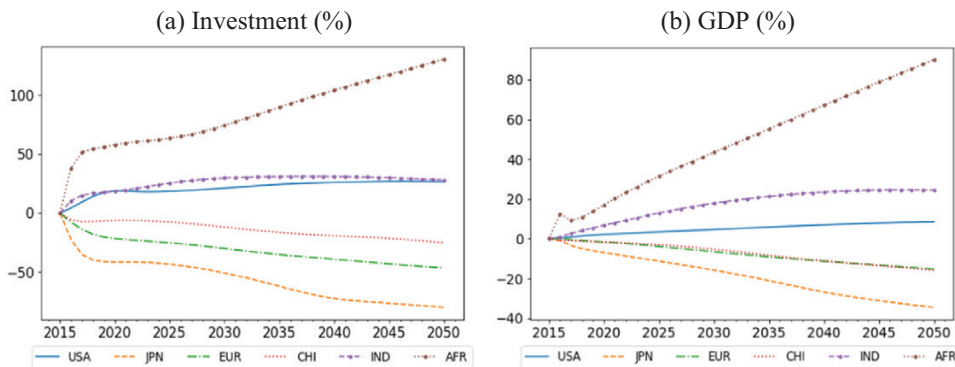 (a) Investment (%)
100
50
0
−50
2015 2020 2025 2030 2035 2040 2045 2050
USA JPN EUR CHI IND AFR
(b) GDP (%)
80
60
40
20
0
−20
−40
2015 2020 2025 2030 2035 2040 2045 2050
USA JPN EUR CHI IND AFR